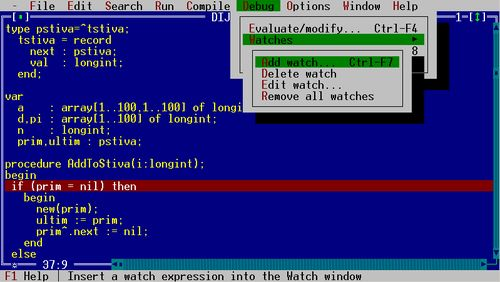 - File Edit Search Run Compile Debug Options Window Help
DIJ
1
type pstiva=^tstiva;
Evaluate/modify... Ctrl-F4
tstiva = record
Watches
next : pstiva;
8
val : longint;
Add watch... Ctrl-F7
end;
Delete watch
Edit watch...
var
Remove all watches
a : array[1..100,1..100] of longi
d,pi : array[1..100] of longint;
n : longint;
prim,ultim : pstiva;
procedure AddToStiva(i:longint);
begin
if (prim = nil) then
begin
new(prim);
ultim := prim;
prim^.next := nil;
end
else
37:9
F1 Help | Insert a watch expression into the Watch window